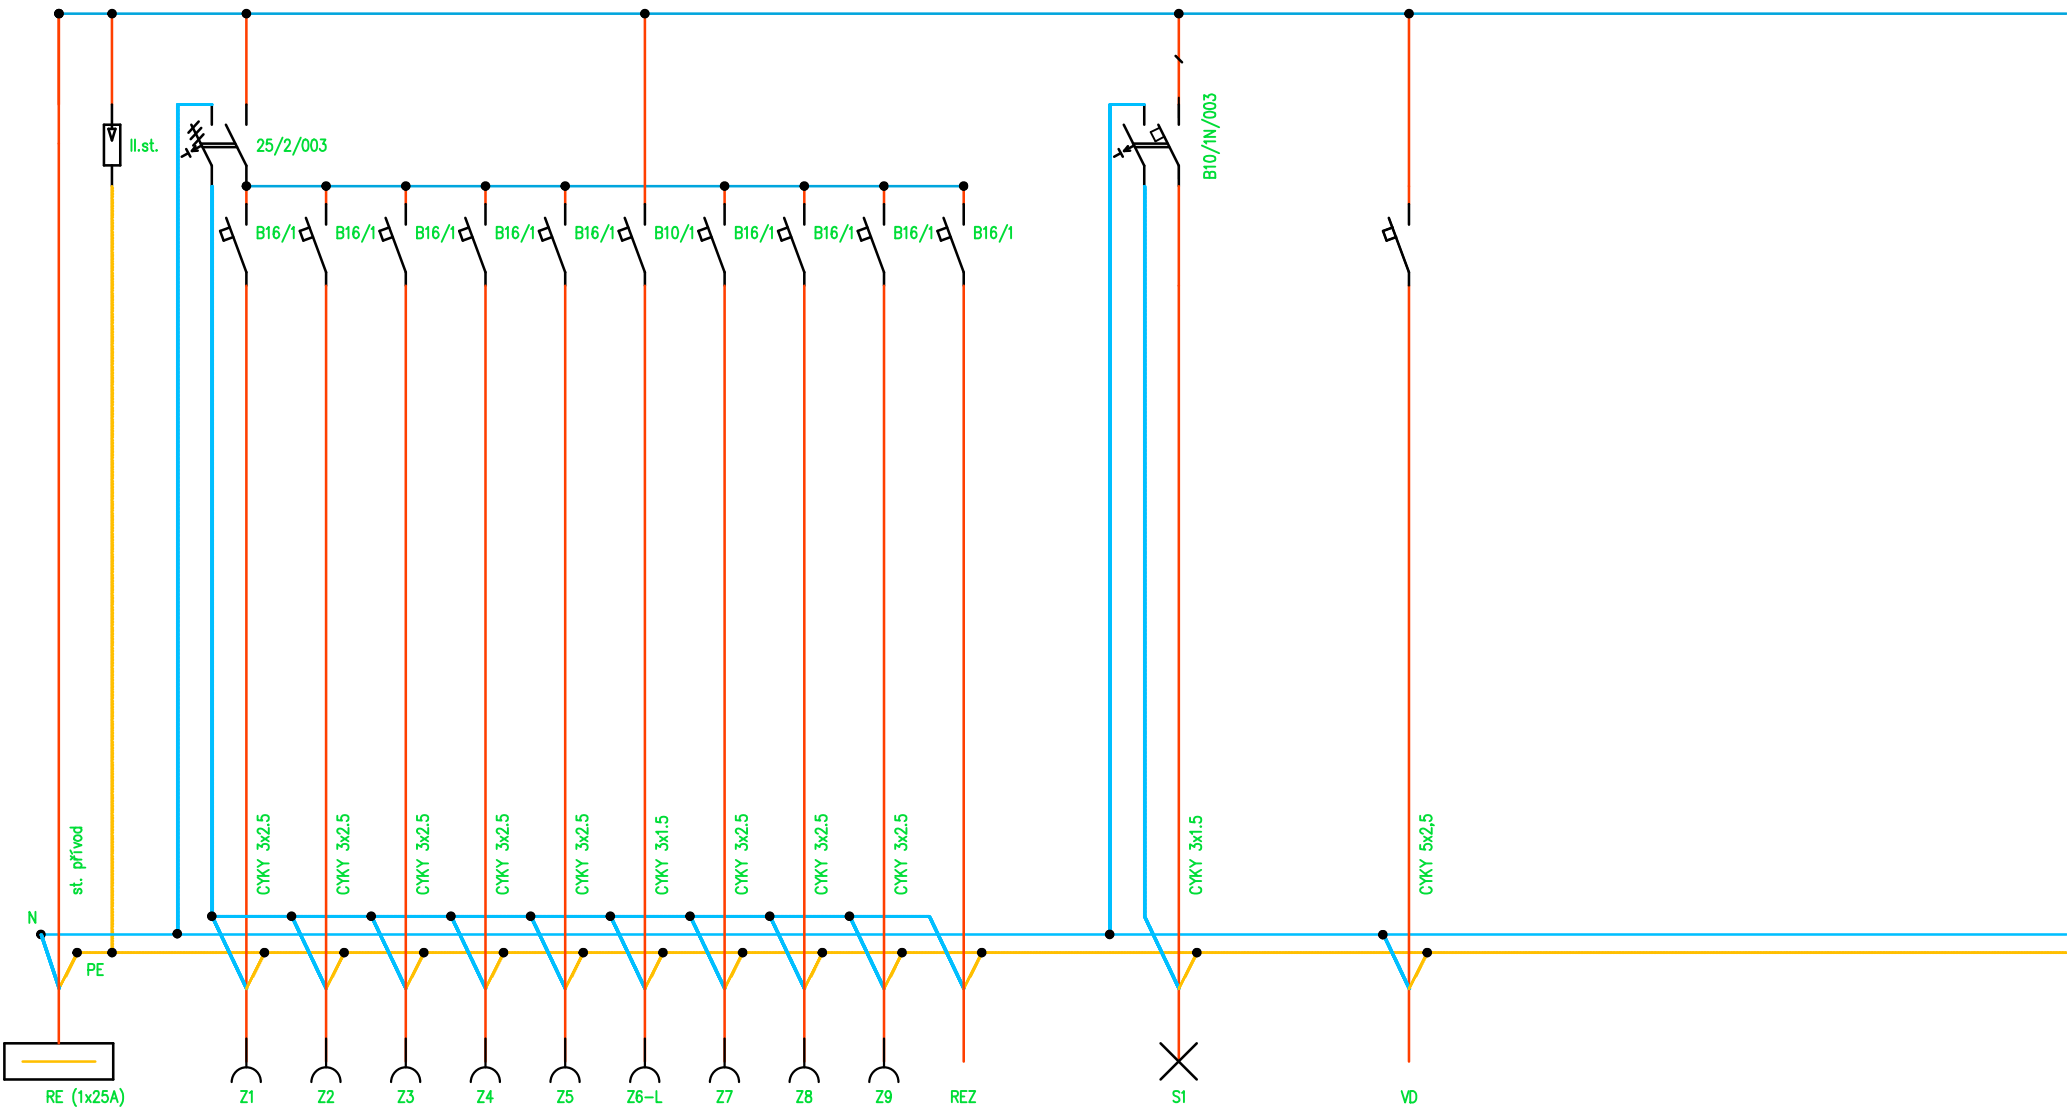 II.st.
25/2/003
B10/1N/003
B16/1
B16/1
B16/1
B16/1
B16/1
B10/1
B16/1
B16/1
B16/1
B16/1
st. přívod
CYKY 3x2.5
CYKY 3x2.5
CYKY 3x2.5
CYKY 3x2.5
CYKY 3x2.5
CYKY 3x1.5
CYKY 3x2.5
CYKY 3x2.5
CYKY 3x2.5
CYKY 3x1.5
CYKY 5x2,5
N
PE
RE (1x25A)
Z1
Z2
Z3
Z4
Z5
Z6-L
Z7
Z8
Z9
REZ
S1
VD